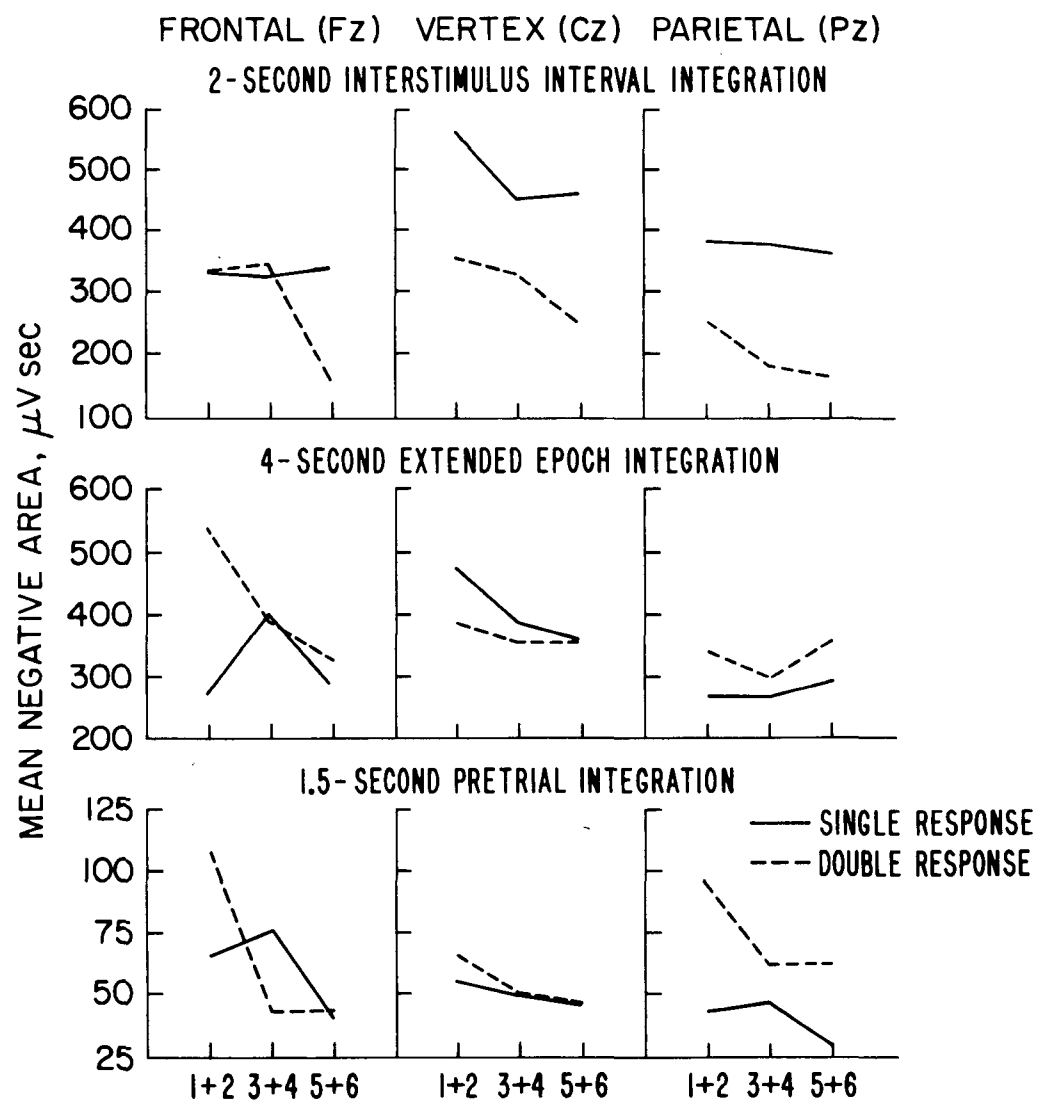 FRONTAL (Fz) VERTEX (Cz) PARIETAL (Pz)
2-SECOND INTERSTIMULUS INTERVAL INTEGRATION
600
500
400
300
200
100
MEAN NEGATIVE AREA, μV sec
4-SECOND EXTENDED EPOCH INTEGRATION
600
500
400
300
200
1.5-SECOND PRETRIAL INTEGRATION
125
100
75
50
25
SINGLE RESPONSE
DOUBLE RESPONSE
1+2 3+4 5+6 1+2 3+4 5+6 1+2 3+4 5+6